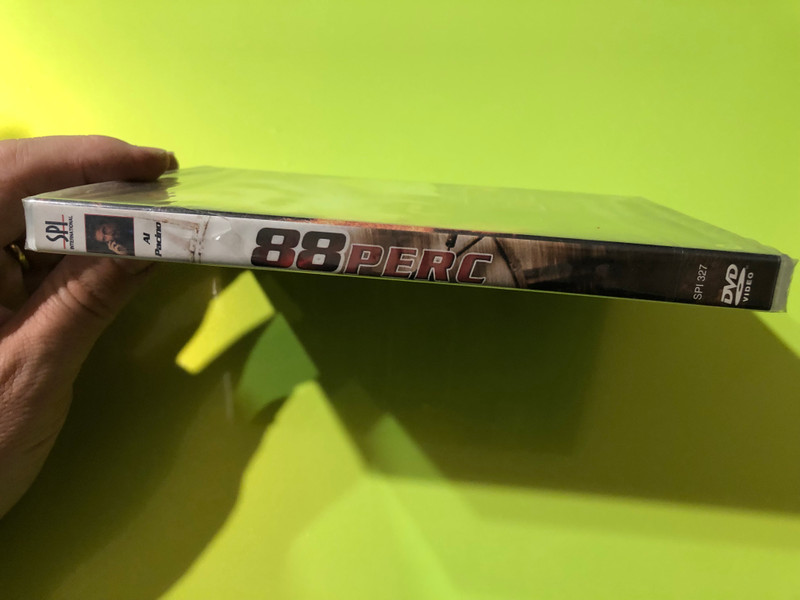 SPI
INTERNATIONAL
Al
Pacino
88 PERC
SPI 327
DVD
VIDEO